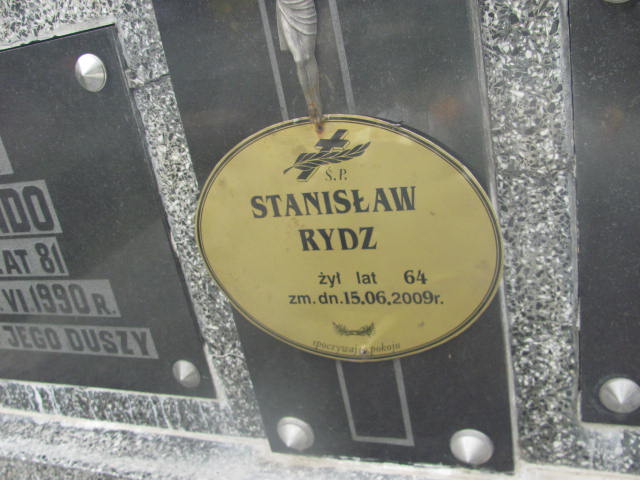 Ś.P.
STANISŁAW
RYDZ
żył lat 64
zm. dn. 15.06.2009r.
spoczywaj w pokoju
NDO
LAT 81
VI 1990 R.
JEGO DUSZY